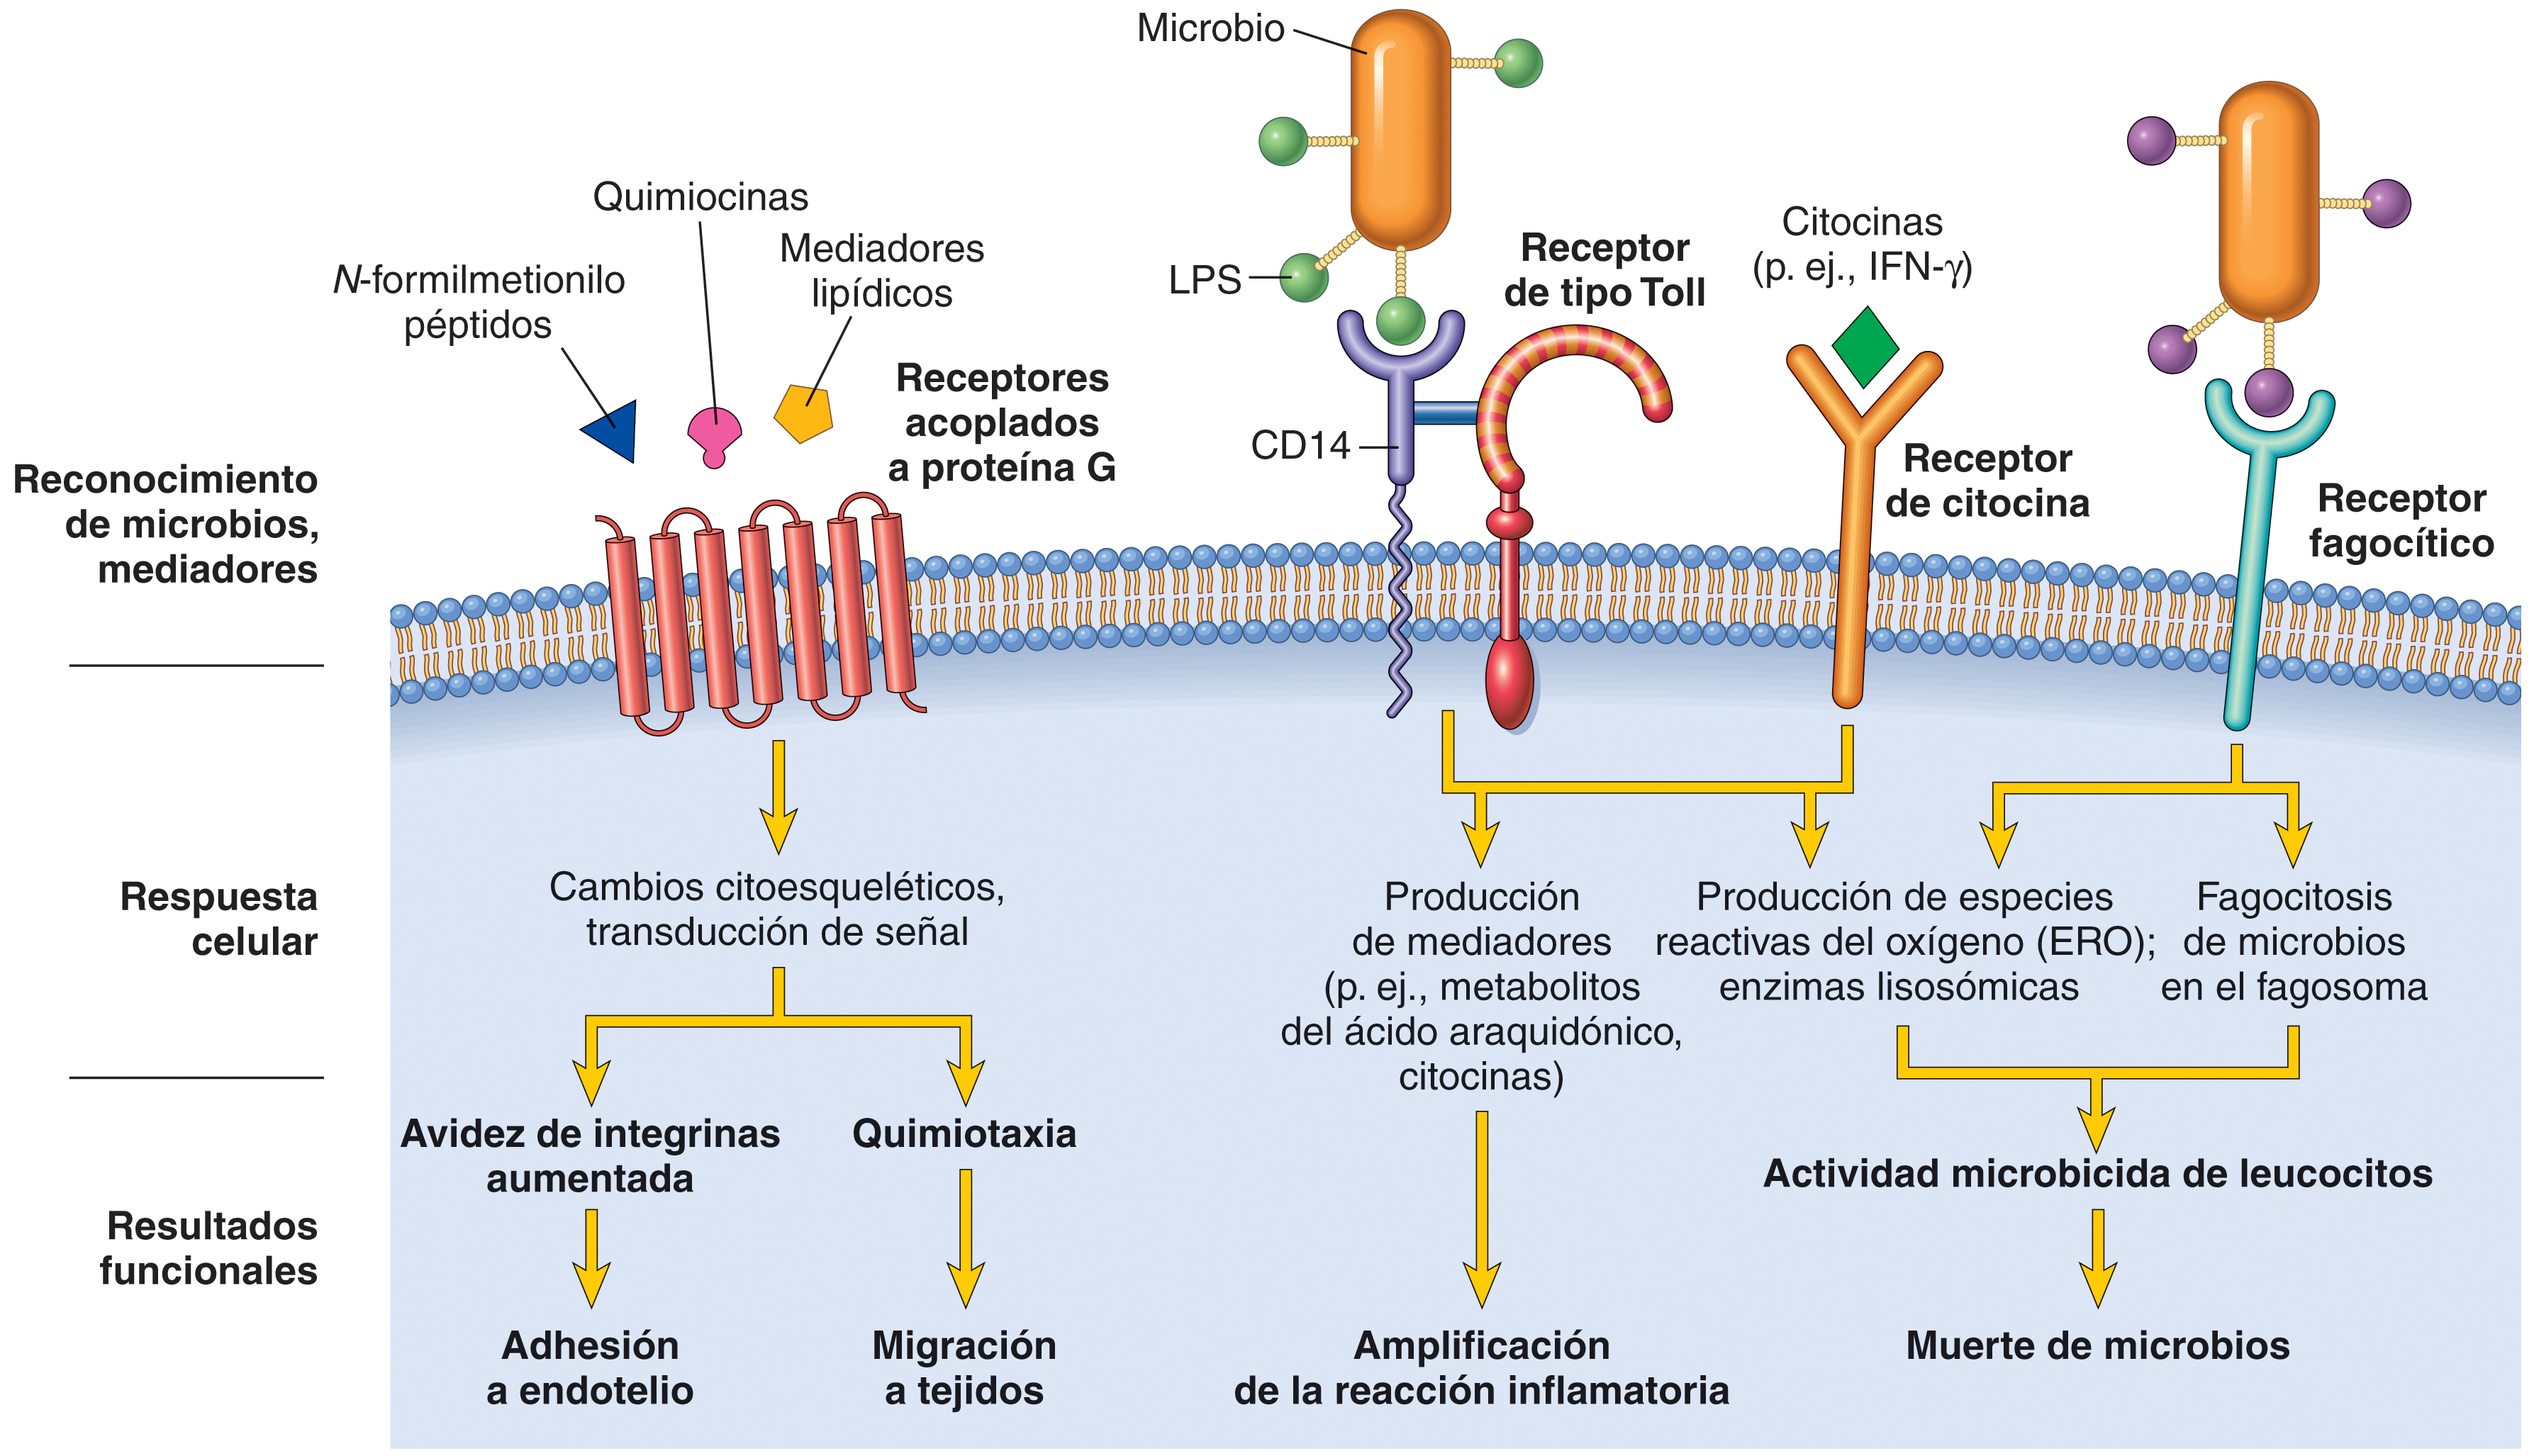 Microbio
Quimiocinas
Mediadores
lipídicos
N-formilmetionilo
péptidos
LPS
Receptor
de tipo Toll
Citocinas
(p. ej., IFN-γ)
Receptores
acoplados
a proteína G
CD14
Receptor
de citocina
Receptor
fagocítico
Reconocimiento
de microbios,
mediadores
Respuesta
celular
Cambios citoesqueléticos,
transducción de señal
Producción
de mediadores
(p. ej., metabolitos
del ácido araquidónico,
citocinas)
Producción de especies
reactivas del oxígeno (ERO);
enzimas lisosómicas
Fagocitosis
de microbios
en el fagosoma
Resultados
funcionales
Avidez de integrinas
aumentada
Quimiotaxia
Actividad microbicida de leucocitos
Adhesión
a endotelio
Migración
a tejidos
Amplificación
de la reacción inflamatoria
Muerte de microbios